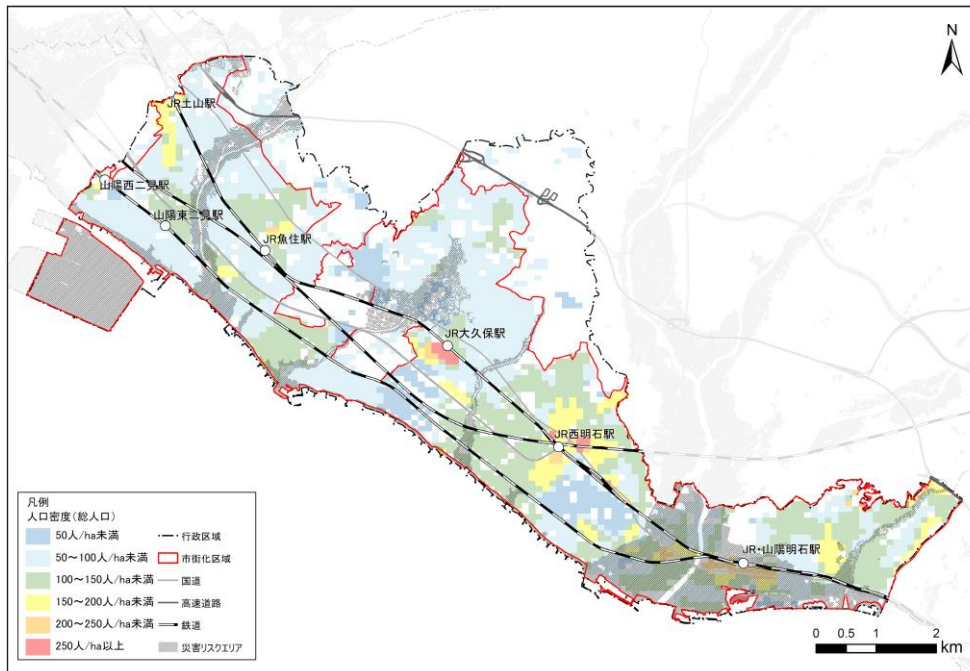 N
JR土山駅
山陽西二見駅
山陽東二見駅
JR魚住駅
JR大久保駅
JR西明石駅
JR・山陽明石駅
凡例
人口密度(総人口)
50人/ha未満
50~100人/ha未満
100~150人/ha未満
150~200人/ha未満
200~250人/ha未満
250人/ha以上
行政区域
市街化区域
国道
高速道路
鉄道
災害リスクエリア
0 0.5 1 2
km